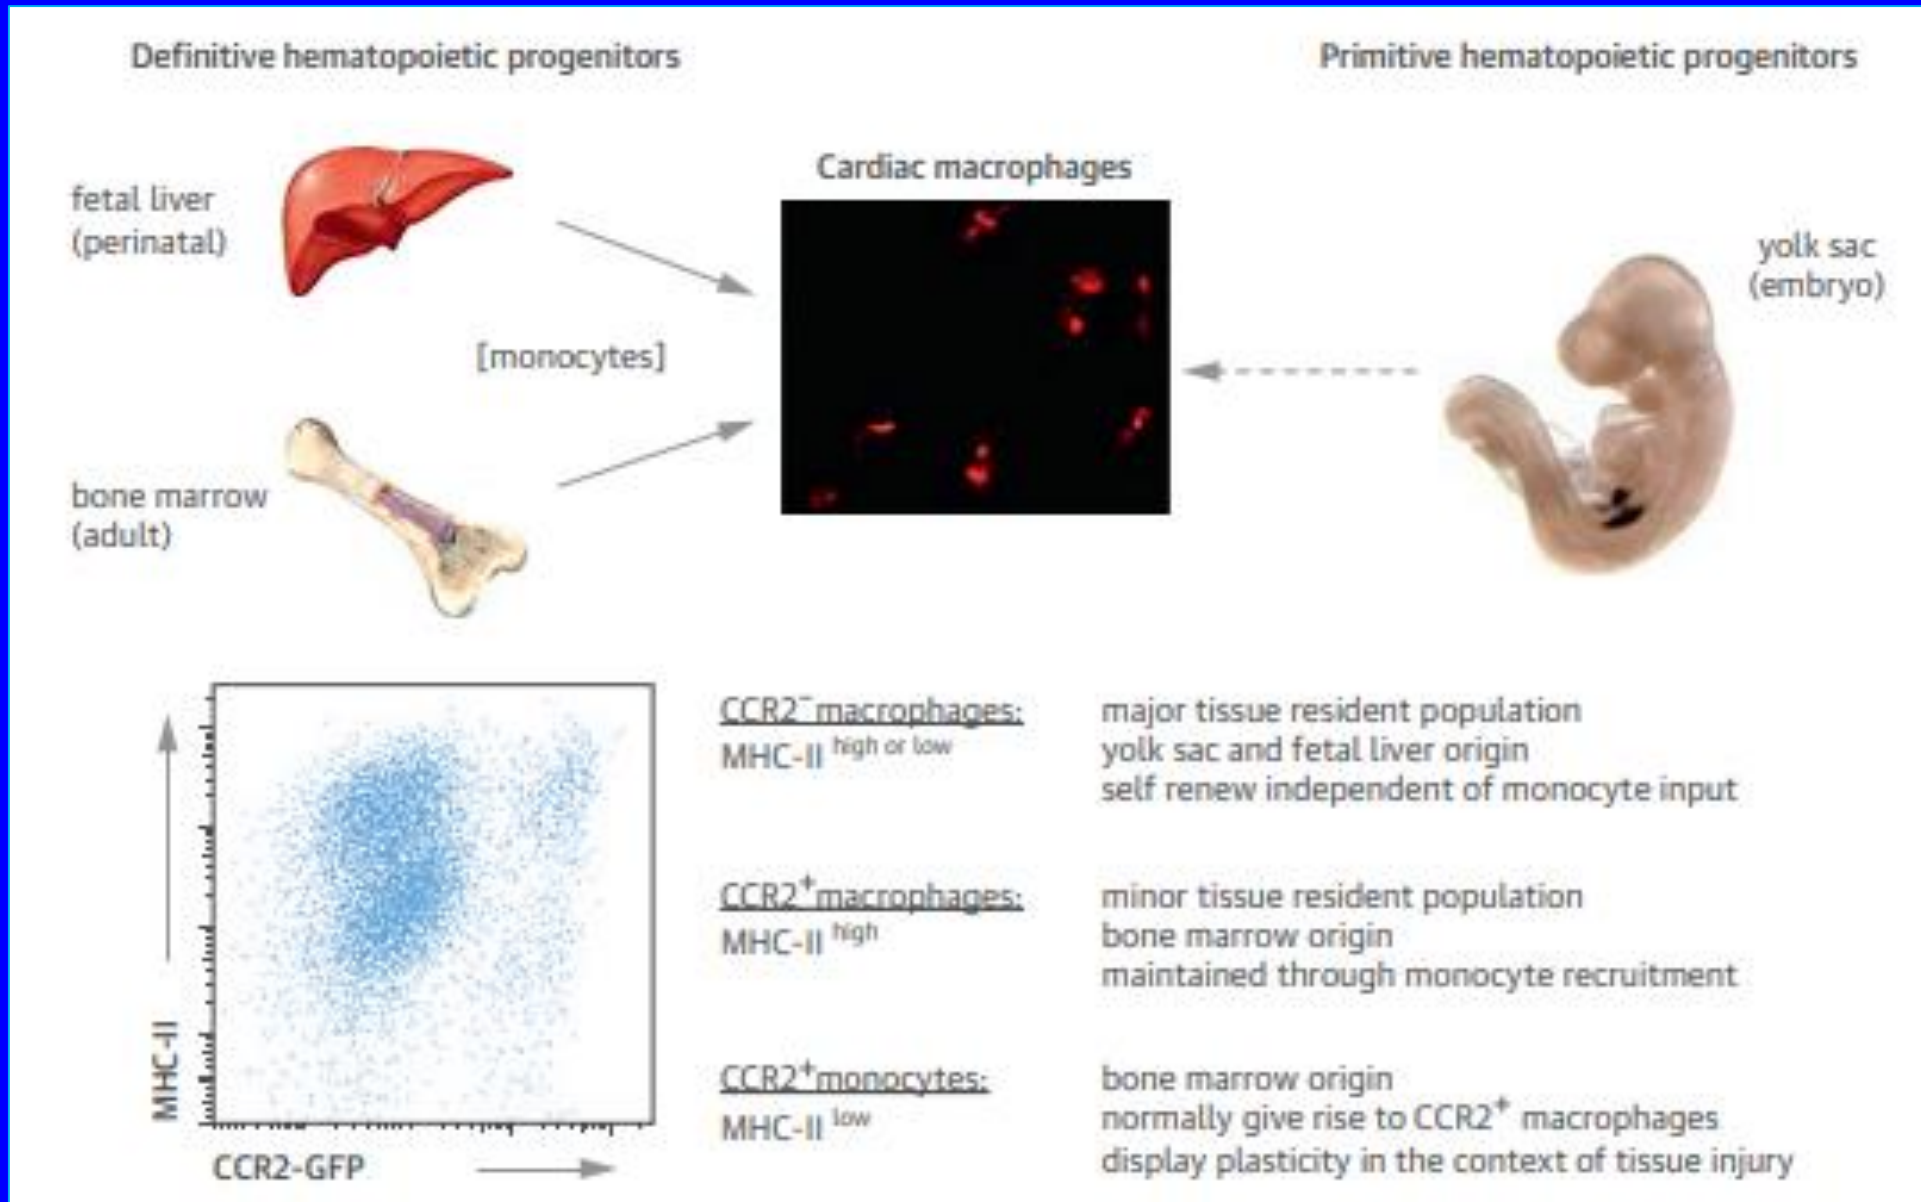 Definitive hematopoietic progenitors
Primitive hematopoietic progenitors
fetal liver
(perinatal)
Cardiac macrophages
yolk sac
(embryo)
[monocytes]
bone marrow
(adult)
MHC-II
CCR2-GFP
CCR2⁻macrophages:
MHC-II high or low
major tissue resident population
yolk sac and fetal liver origin
self renew independent of monocyte input
CCR2⁺macrophages:
MHC-II high
minor tissue resident population
bone marrow origin
maintained through monocyte recruitment
CCR2⁺monocytes:
MHC-II low
bone marrow origin
normally give rise to CCR2⁺ macrophages
display plasticity in the context of tissue injury